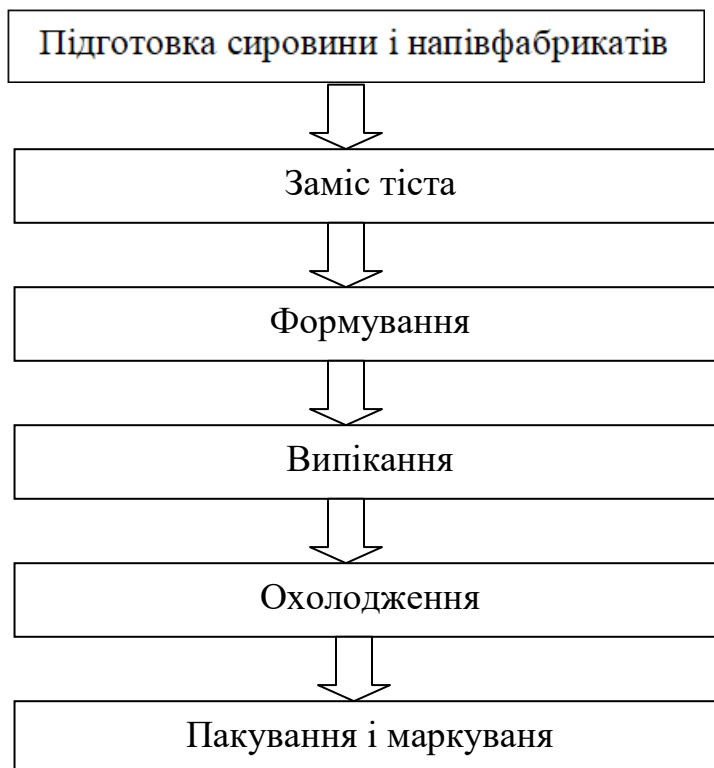 Підготовка сировини і напівфабрикатів
Заміс тіста
Формування
Випікання
Охолодження
Пакування і маркуваня